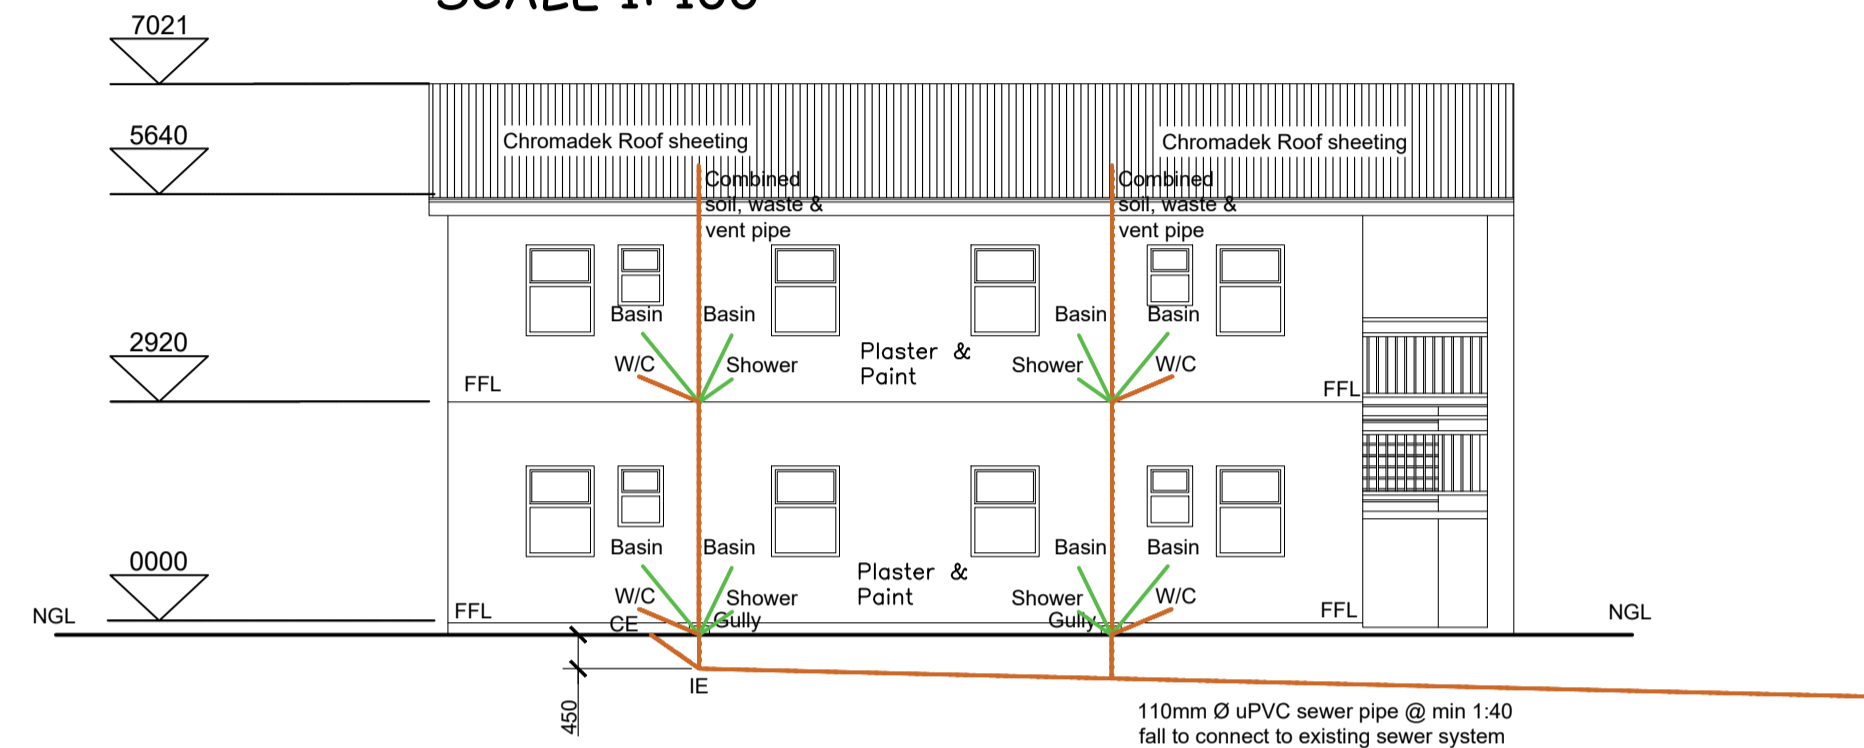 SCALE 1:100
7021
5640
2920
0000
Chromadek Roof sheeting
Chromadek Roof sheeting
Combined
soil, waste &
vent pipe
Combined
soil, waste &
vent pipe
Basin
Basin
Basin
Basin
W/C
Shower
Plaster &
Paint
Shower
W/C
FFL
FFL
Basin
Basin
Basin
Basin
W/C
Shower
Plaster &
Paint
Shower
W/C
FFL
CE
Gully
Gully
FFL
NGL
NGL
IE
450
110mm Ø uPVC sewer pipe @ min 1:40
fall to connect to existing sewer system